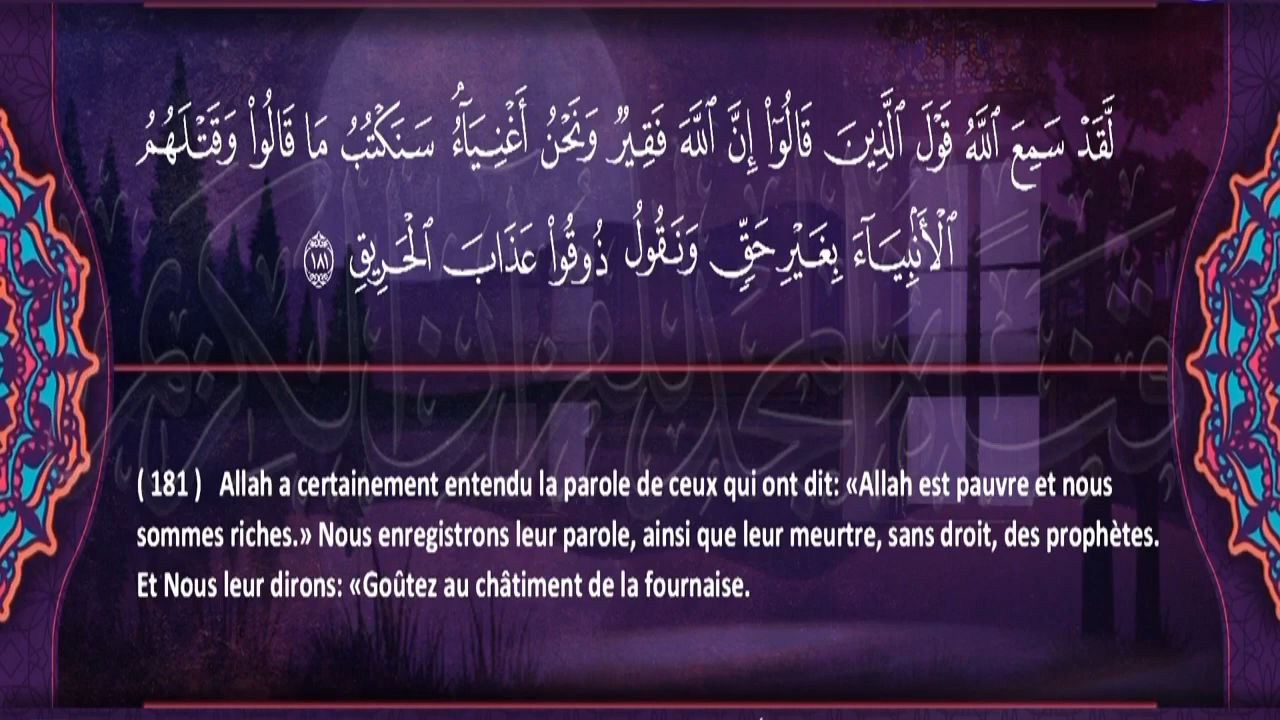 لَّقَدْ سَمِعَ ٱللَّهُ قَوْلَ ٱلَّذِينَ قَالُوٓا۟ إِنَّ ٱللَّهَ فَقِيرٌ وَنَحْنُ أَغْنِيَآءُ سَنَكْتُبُ مَا قَالُوا۟ وَقَتْلَهُمُ
ٱلْأَنۢبِيَآءَ بِغَيْرِ حَقٍّ وَنَقُولُ ذُوقُوا۟ عَذَابَ ٱلْحَرِيقِ ١٨١
( 181 ) Allah a certainement entendu la parole de ceux qui ont dit: «Allah est pauvre et nous
sommes riches.» Nous enregistrons leur parole, ainsi que leur meurtre, sans droit, des prophètes.
Et Nous leur dirons: «Goûtez au châtiment de la fournaise.